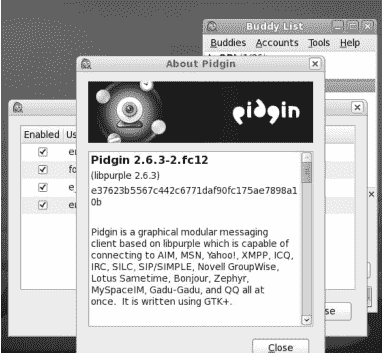 Buddy List
Buddies Accounts Tools Help
About Pidgin
pidgin
Enabled
Pidgin 2.6.3-2.fc12
(libpurple 2.6.3)
e37623b5567c442c6771daf90fc175ae7898a1
0b
Pidgin is a graphical modular messaging
client based on libpurple which is capable of
connecting to AIM, MSN, Yahoo!, XMPP, ICQ,
IRC, SILC, SIP/SIMPLE, Novell GroupWise,
Lotus Sametime, Bonjour, Zephyr,
MySpaceIM, Gadu-Gadu, and QQ all at
once. It is written using GTK+.
Close